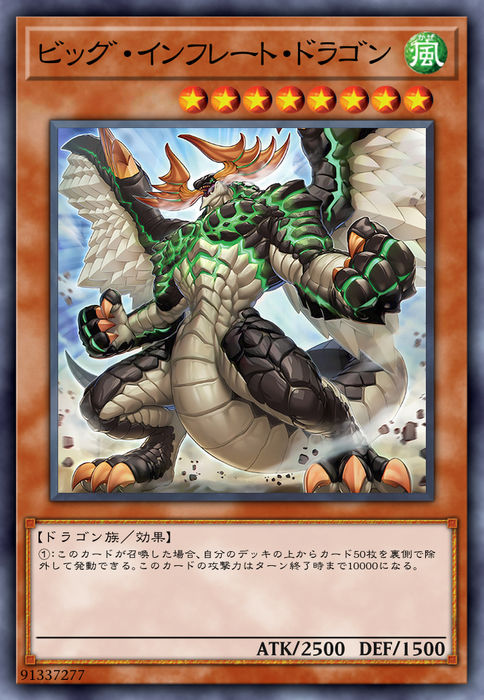 ビッグ・インフレート・ドラゴン
かぜ
風
【ドラゴン族／効果】
①：このカードが召喚した場合、自分のデッキの上からカード50枚を裏側で除
外して発動できる。このカードの攻撃力はターン終了時まで10000になる。
ATK/2500 DEF/1500
91337277